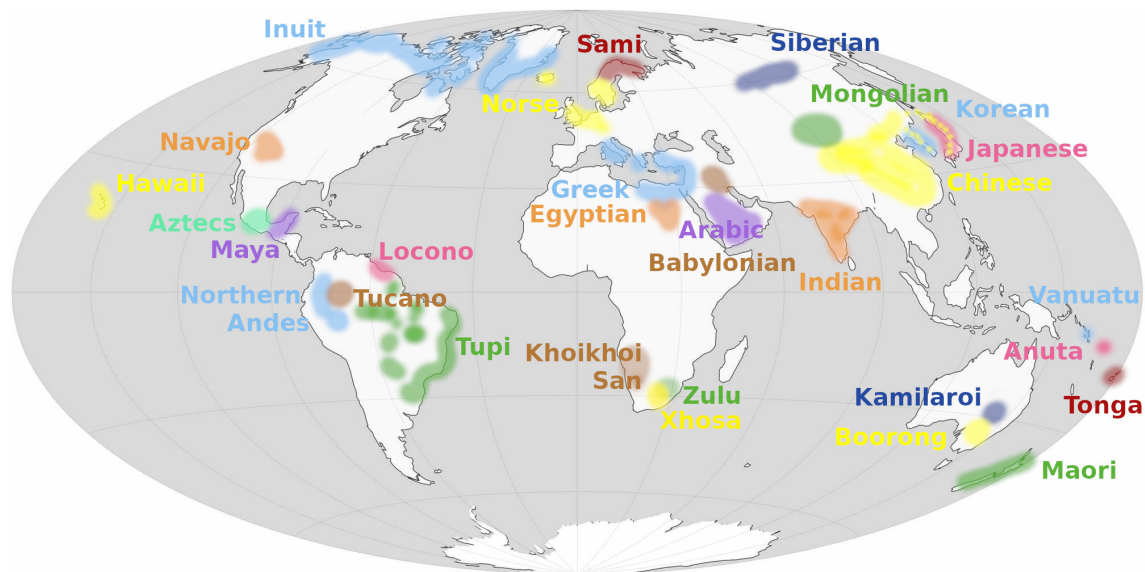 Inuit
Sami
Siberian
Norse
Mongolian
Korean
Navajo
Japanese
Hawaii
Greek
Chinese
Aztecs
Egyptian
Maya
Arabic
Locono
Babylonian
Indian
Northern
Andes
Tucano
Vanuatu
Tupi
Khoikhoi
San
Anuta
Zulu
Xhosa
Kamilaroi
Tonga
Boorong
Maori